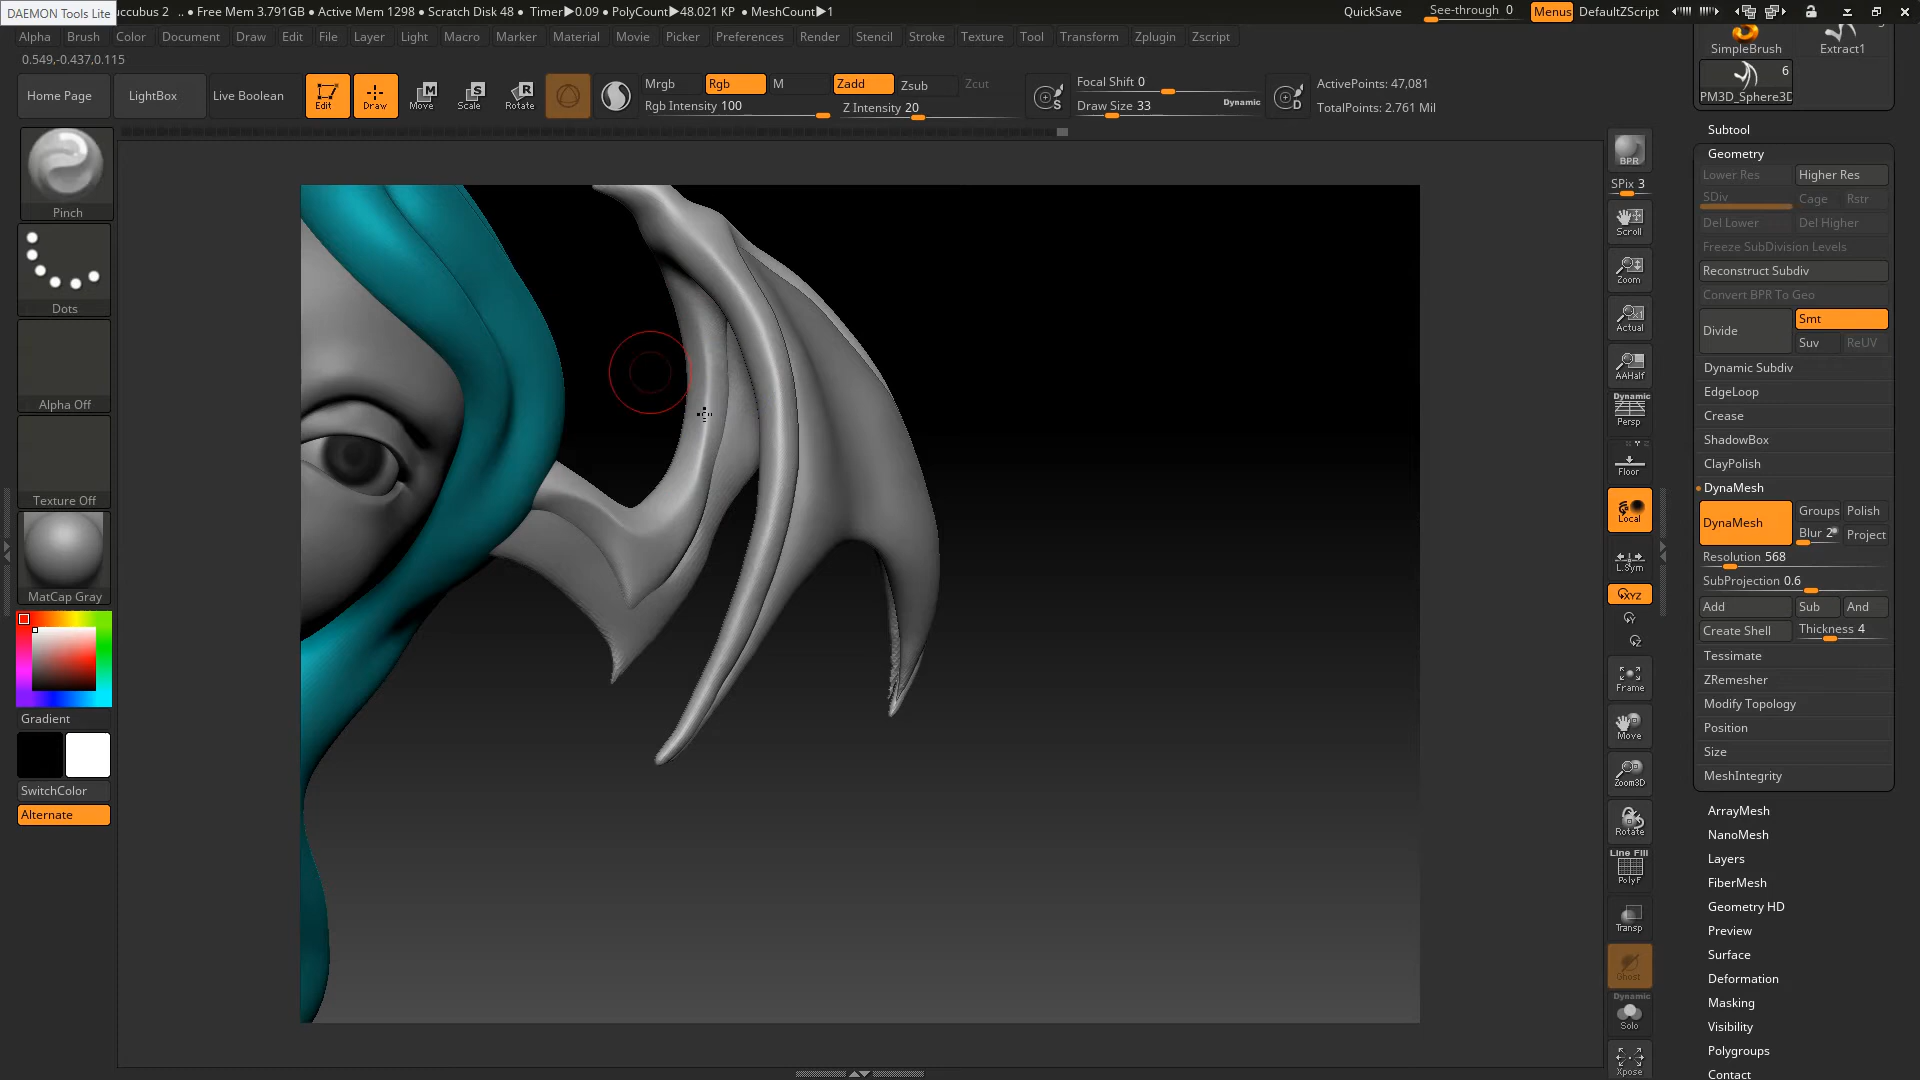 DAEMON Tools Lite
uccubus 2 .. ● Free Mem 3.791GB ● Active Mem 1298 ● Scratch Disk 48 ● Timer▶0.09 ● PolyCount▶48.021 KP ● MeshCount▶1
QuickSave
See-through 0
Menus
DefaultZScript
Alpha Brush Color Document Draw Edit File Layer Light Macro Marker Material Movie Picker Preferences Render Stencil Stroke Texture Tool Transform Zplugin Zscript
0.549,-0.437,0.115
Home Page
LightBox
Live Boolean
Edit
Draw
Move
Scale
Rotate
Mrgb Rgb M
Rgb Intensity 100
Zadd Zsub Zcut
Z Intensity 20
Focal Shift 0
Draw Size 33
Dynamic
ActivePoints: 47,081
TotalPoints: 2.761 Mil
Pinch
Dots
Alpha Off
Texture Off
MatCap Gray
Gradient
SwitchColor
Alternate
BPR
SPix 3
Scroll
Zoom
Actual
AAHalf
Dynamic
Persp
Floor
Local
L.Sym
XYZ
Frame
Move
Zoom3D
Rotate
Line Fill
PolyF
Transp
Ghost
Dynamic
Solo
Xpose
SimpleBrush
Extract1
6
PM3D_Sphere3D
Subtool
Geometry
Lower Res
Higher Res
SDiv
Cage
Rstr
Del Lower
Del Higher
Freeze SubDivision Levels
Reconstruct Subdiv
Convert BPR To Geo
Divide
Smt
Suv
ReUV
Dynamic Subdiv
EdgeLoop
Crease
ShadowBox
ClayPolish
DynaMesh
DynaMesh
Groups
Polish
Blur 2
Project
Resolution 568
SubProjection 0.6
Add
Sub
And
Create Shell
Thickness 4
Tessimate
ZRemesher
Modify Topology
Position
Size
MeshIntegrity
ArrayMesh
NanoMesh
Layers
FiberMesh
Geometry HD
Preview
Surface
Deformation
Masking
Visibility
Polygroups
Contact